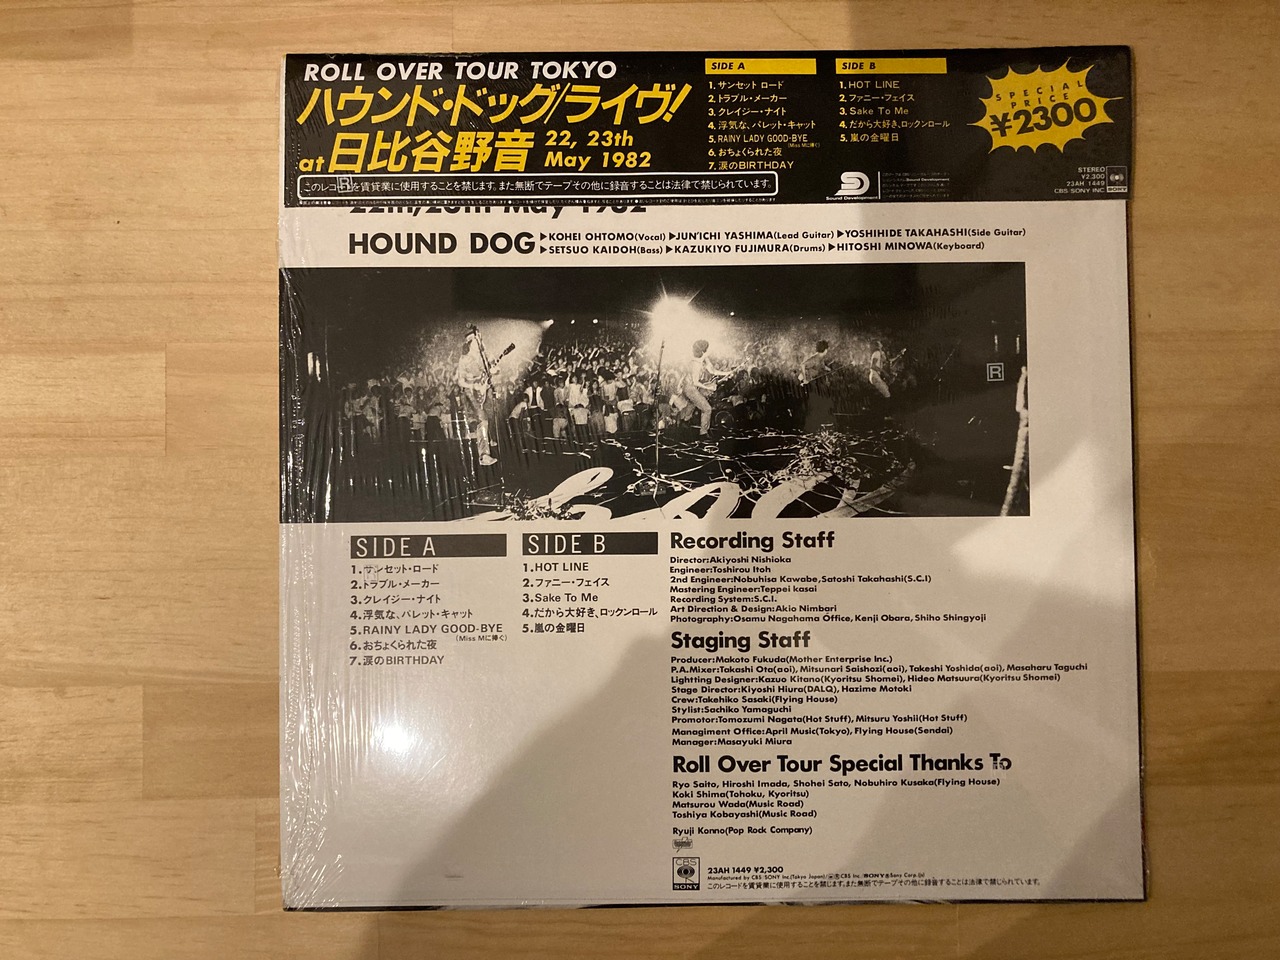 ROLL OVER TOUR TOKYO
ハウンド・ドッグ/ライヴ!
at 日比谷野音 22, 23th
May 1982
SIDE A
1. サンセット ロード
2. トラブル・メーカー
3. クレイジー・ナイト
4. 浮気な、バレット・キャット
5. RAINY LADY GOOD-BYE
(Miss Mに捧ぐ)
6. おちょくられた夜
7. 涙のBIRTHDAY
SIDE B
1. HOT LINE
2. ファニー・フェイス
3. Sake To Me
4. だから大好き、ロックンロール
5. 嵐の金曜日
SPECIAL
PRICE
¥2300
このレコードを賃貸業に使用することを禁じます。また無断でテープその他に録音することは法律で禁じられています。
SD
Sound Development
STEREO
¥2,300
23AH 1449
CBS SONY INC
SONY
22th/23th May 1982
HOUND DOG ▶KOHEI OHTOMO(Vocal) ▶JUN'ICHI YASHIMA(Lead Guitar) ▶YOSHIHIDE TAKAHASHI(Side Guitar)
▶SETSUO KAIDOH(Bass) ▶KAZUKIYO FUJIMURA(Drums) ▶HITOSHI MINOWA(Keyboard)
R
SIDE A
1. サンセット・ロード
2. トラブル・メーカー
3. クレイジー・ナイト
4. 浮気な、バレット・キャット
5. RAINY LADY GOOD-BYE
(Miss Mに捧ぐ)
6. おちょくられた夜
7. 涙のBIRTHDAY
SIDE B
1. HOT LINE
2. ファニー・フェイス
3. Sake To Me
4. だから大好き、ロックンロール
5. 嵐の金曜日
Recording Staff
Director:Akiyoshi Nishioka
Engineer:Toshirou Itoh
2nd Engineer:Nobuhisa Kawabe,Satoshi Takahashi(S.C.I)
Mastering Engineer:Teppei kasai
Recording System:S.C.I.
Art Direction & Design:Akio Nimbari
Photography:Osamu Nagahama Office, Kenji Obara, Shiho Shingyoji
Staging Staff
Producer:Makoto Fukuda(Mother Enterprise Inc.)
P.A.Mixer:Takashi Ota(aoi), Mitsunari Saishozi(aoi), Takeshi Yoshida(aoi), Masaharu Taguchi
Lightting Designer:Kazuo Kitano(Kyoritsu Shomei), Hideo Matsuura(Kyoritsu Shomei)
Stage Director:Kiyoshi Hiura(DALQ), Hazime Motoki
Crew:Takehiko Sasaki(Flying House)
Stylist:Sachiko Yamaguchi
Promotor:Tomozumi Nagata(Hot Stuff), Mitsuru Yoshii(Hot Stuff)
Managiment Office:April Music(Tokyo), Flying House(Sendai)
Manager:Masayuki Miura
Roll Over Tour Special Thanks To
Ryo Saito, Hiroshi Imada, Shohei Sato, Nobuhiro Kusaka(Flying House)
Koki Shima(Tohoku, Kyoritsu)
Matsurou Wada(Music Road)
Toshiya Kobayashi(Music Road)
Ryuji Konno(Pop Rock Company)
CBS
SONY
23AH 1449 ¥2,300
Manufactured by CBS/SONY Inc.(Tokyo Japan)
このレコードを賃貸業に使用することを禁じます。また無断でテープその他に録音することは法律で禁じられています。